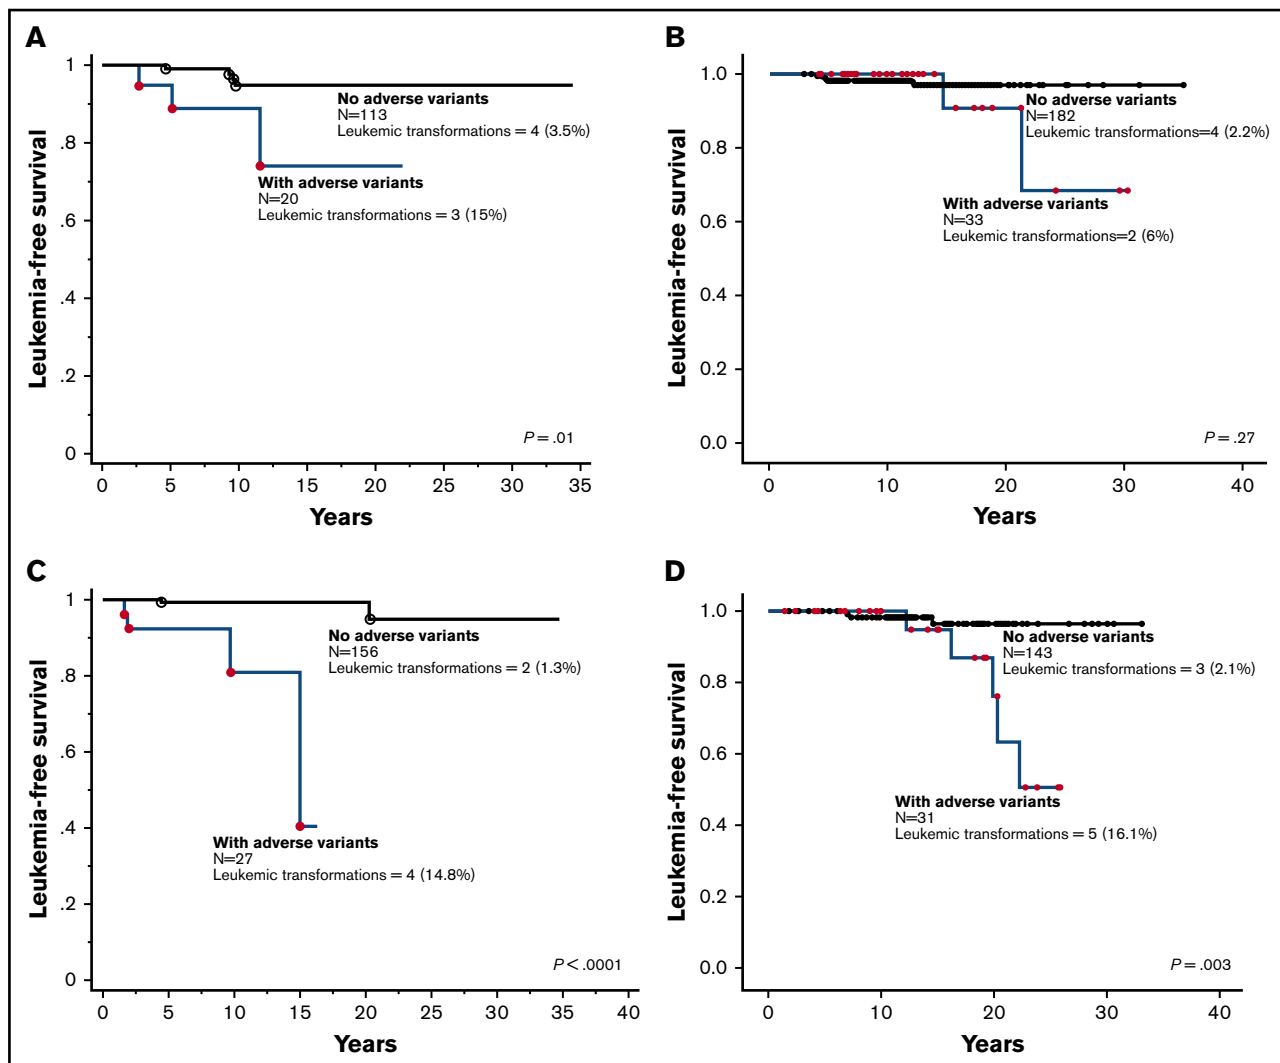 A
Leukemia-free survival
1
.8
.6
.4
.2
0
No adverse variants
N=113
Leukemic transformations = 4 (3.5%)
With adverse variants
N=20
Leukemic transformations = 3 (15%)
P = .01
0 5 10 15 20 25 30 35
Years
B
Leukemia-free survival
1.0
0.8
0.6
0.4
0.2
0.0
No adverse variants
N=182
Leukemic transformations=4 (2.2%)
With adverse variants
N=33
Leukemic transformations=2 (6%)
P = .27
0 10 20 30 40
Years
C
Leukemia-free survival
1
.8
.6
.4
.2
0
No adverse variants
N=156
Leukemic transformations = 2 (1.3%)
With adverse variants
N=27
Leukemic transformations = 4 (14.8%)
P < .0001
0 5 10 15 20 25 30 35 40
Years
D
Leukemia-free survival
1.0
0.8
0.6
0.4
0.2
0.0
No adverse variants
N=143
Leukemic transformations = 3 (2.1%)
With adverse variants
N=31
Leukemic transformations = 5 (16.1%)
P = .003
0 10 20 30 40
Years